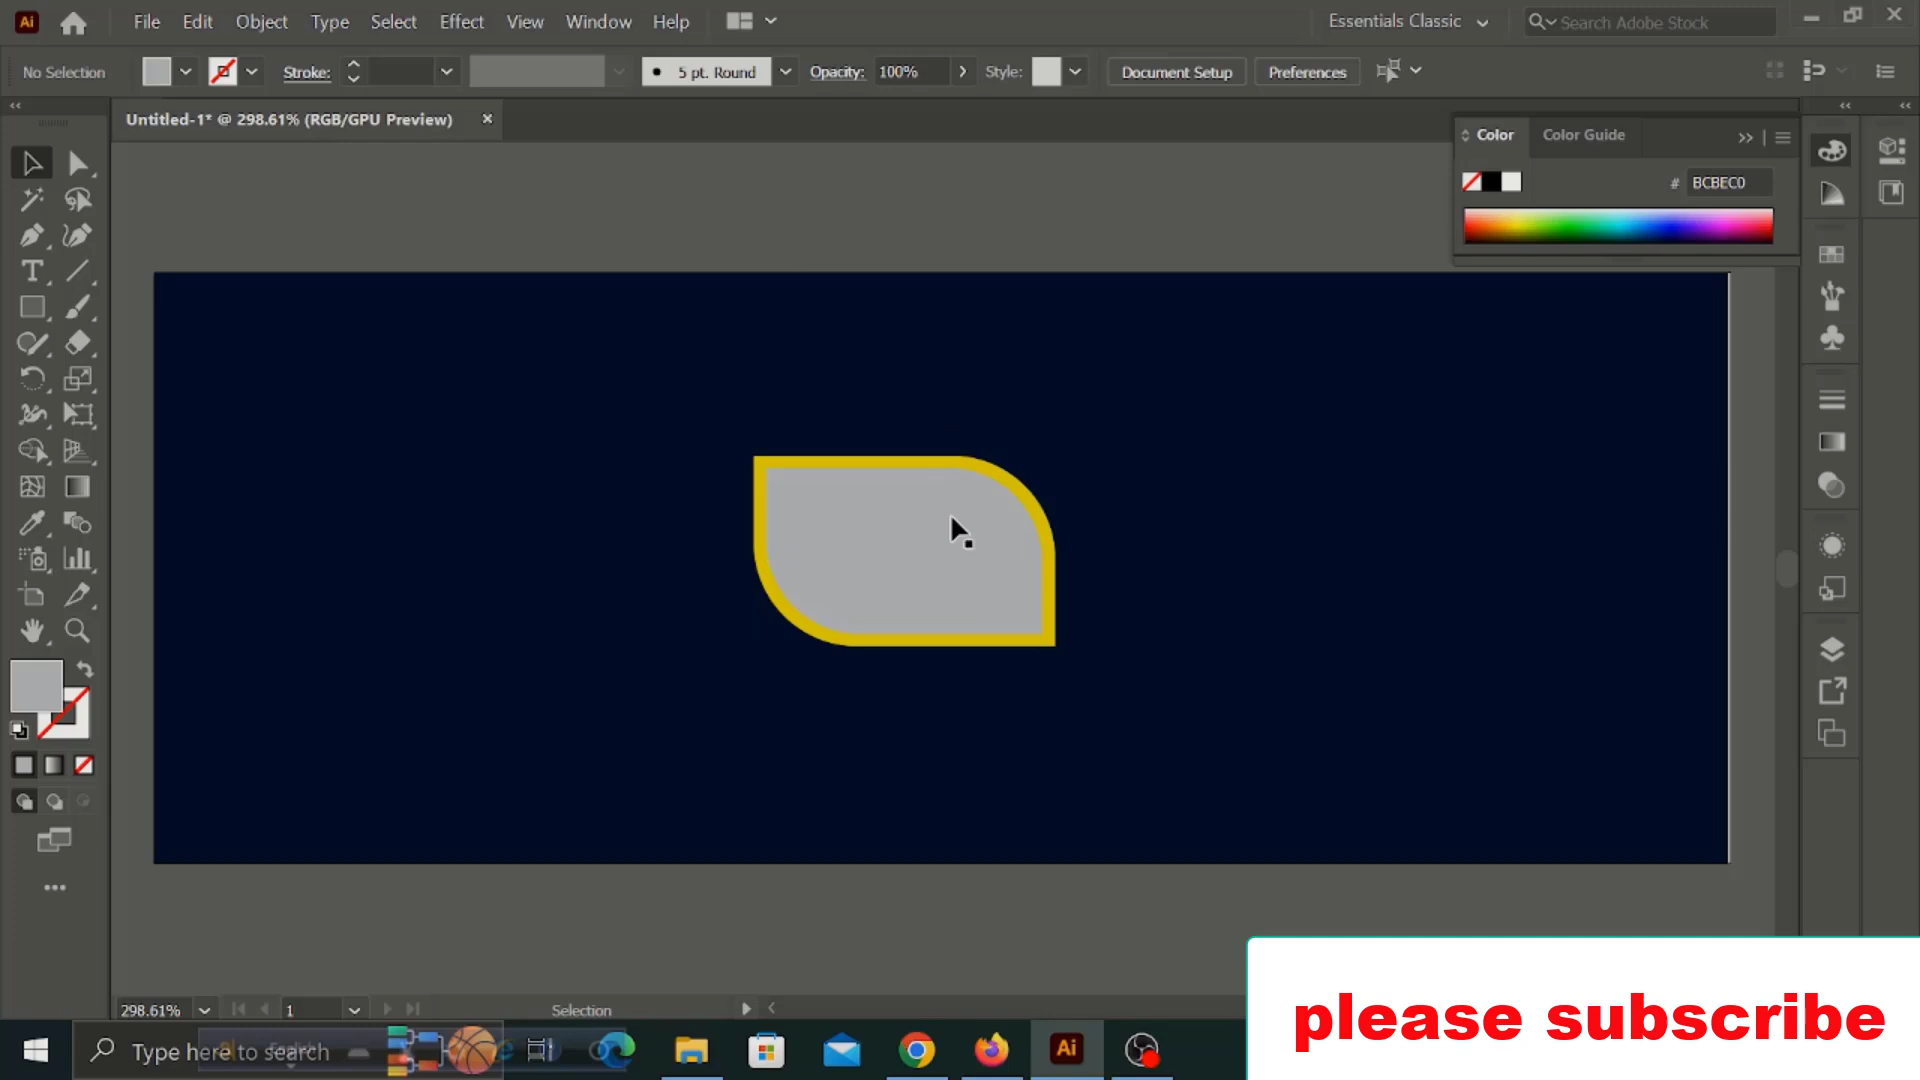 Ai File Edit Object Type Select Effect View Window Help Essentials Classic Search Adobe Stock
No Selection Stroke: 5 pt. Round Opacity: 100% Style: Document Setup Preferences
Untitled-1* @ 298.61% (RGB/GPU Preview)
Color Color Guide
# BCBEC0
298.61% 1 Selection
please subscribe
Type here to search Ai